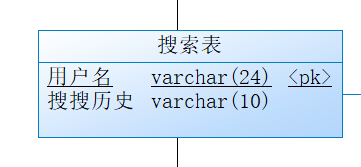 搜索表
用户名 varchar(24) <pk>
搜搜历史 varchar(10)